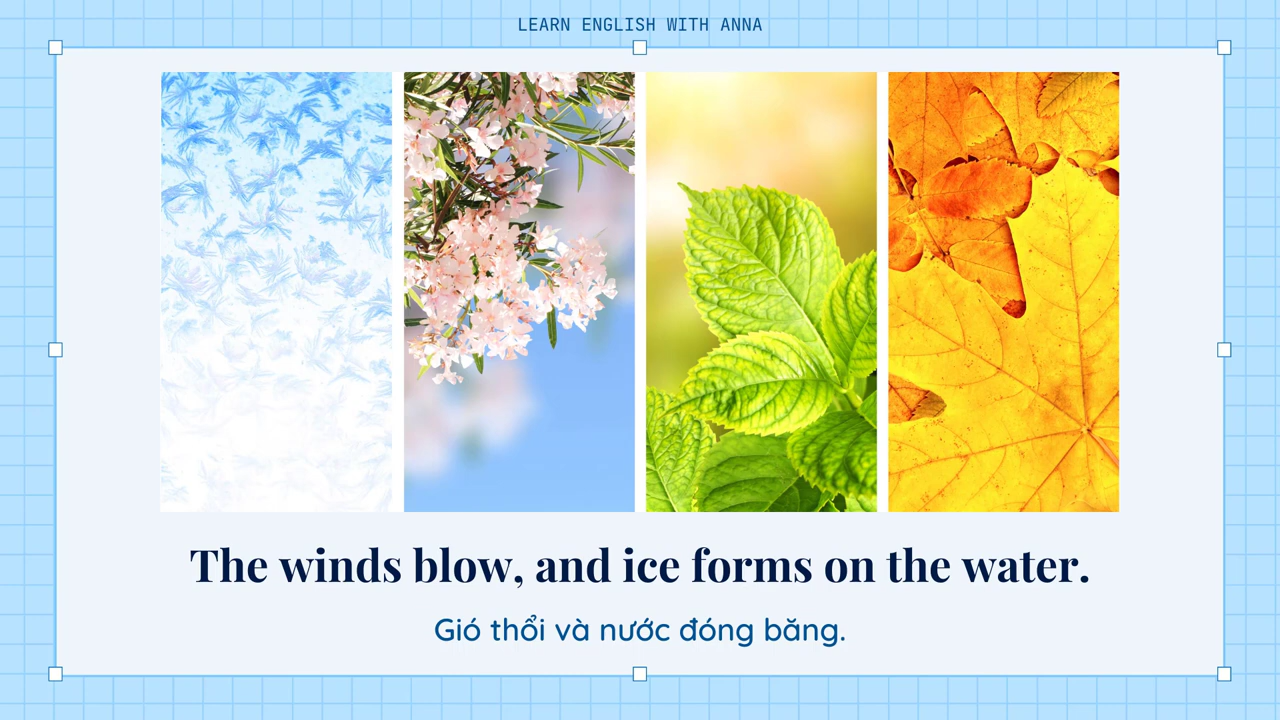 LEARN ENGLISH WITH ANNA
The winds blow, and ice forms on the water.
Gió thổi và nước đóng băng.